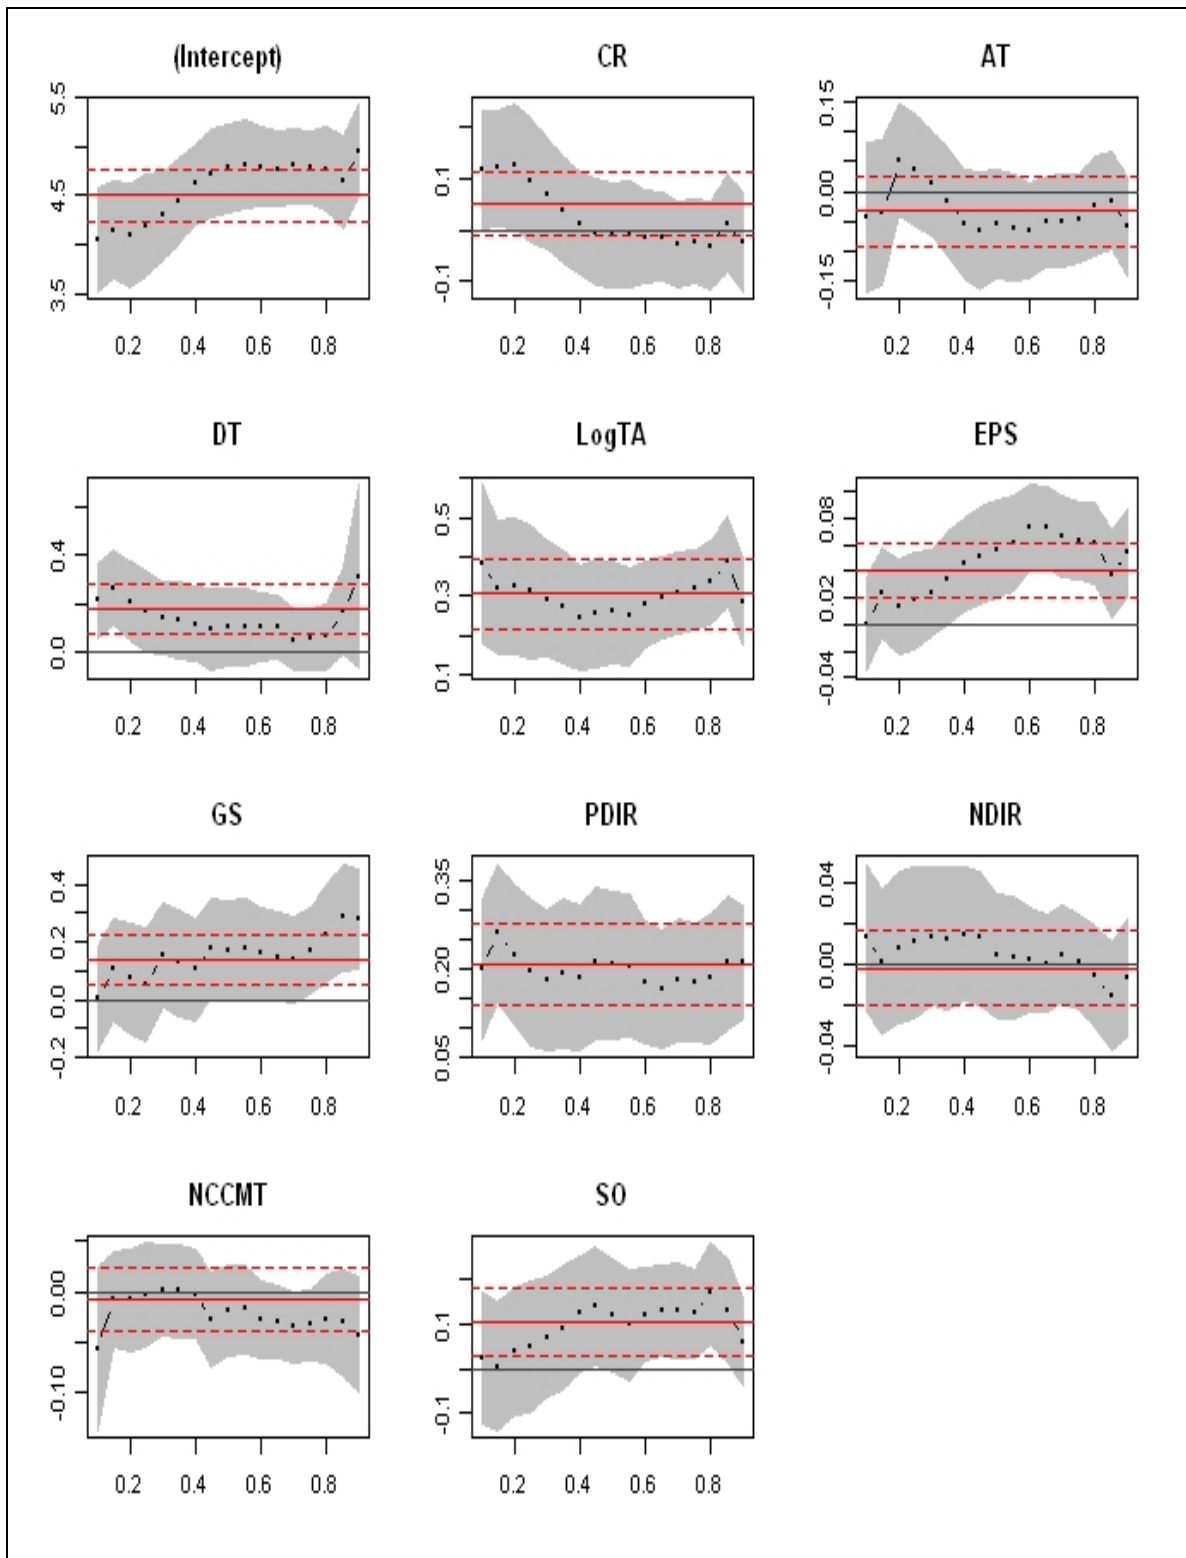 (Intercept) CR AT
5.5 4.5 3.5 0.1 -0.1 0.15 0.00 -0.15
0.2 0.4 0.6 0.8 0.2 0.4 0.6 0.8 0.2 0.4 0.6 0.8
DT LogTA EPS
0.4 0.0 0.5 0.3 0.1 0.08 0.02 -0.04
0.2 0.4 0.6 0.8 0.2 0.4 0.6 0.8 0.2 0.4 0.6 0.8
GS PDIR NDIR
0.4 0.2 0.0 -0.2 0.35 0.20 0.05 0.04 0.00 -0.04
0.2 0.4 0.6 0.8 0.2 0.4 0.6 0.8 0.2 0.4 0.6 0.8
NCCMT SO
0.00 -0.10 0.1 -0.1
0.2 0.4 0.6 0.8 0.2 0.4 0.6 0.8